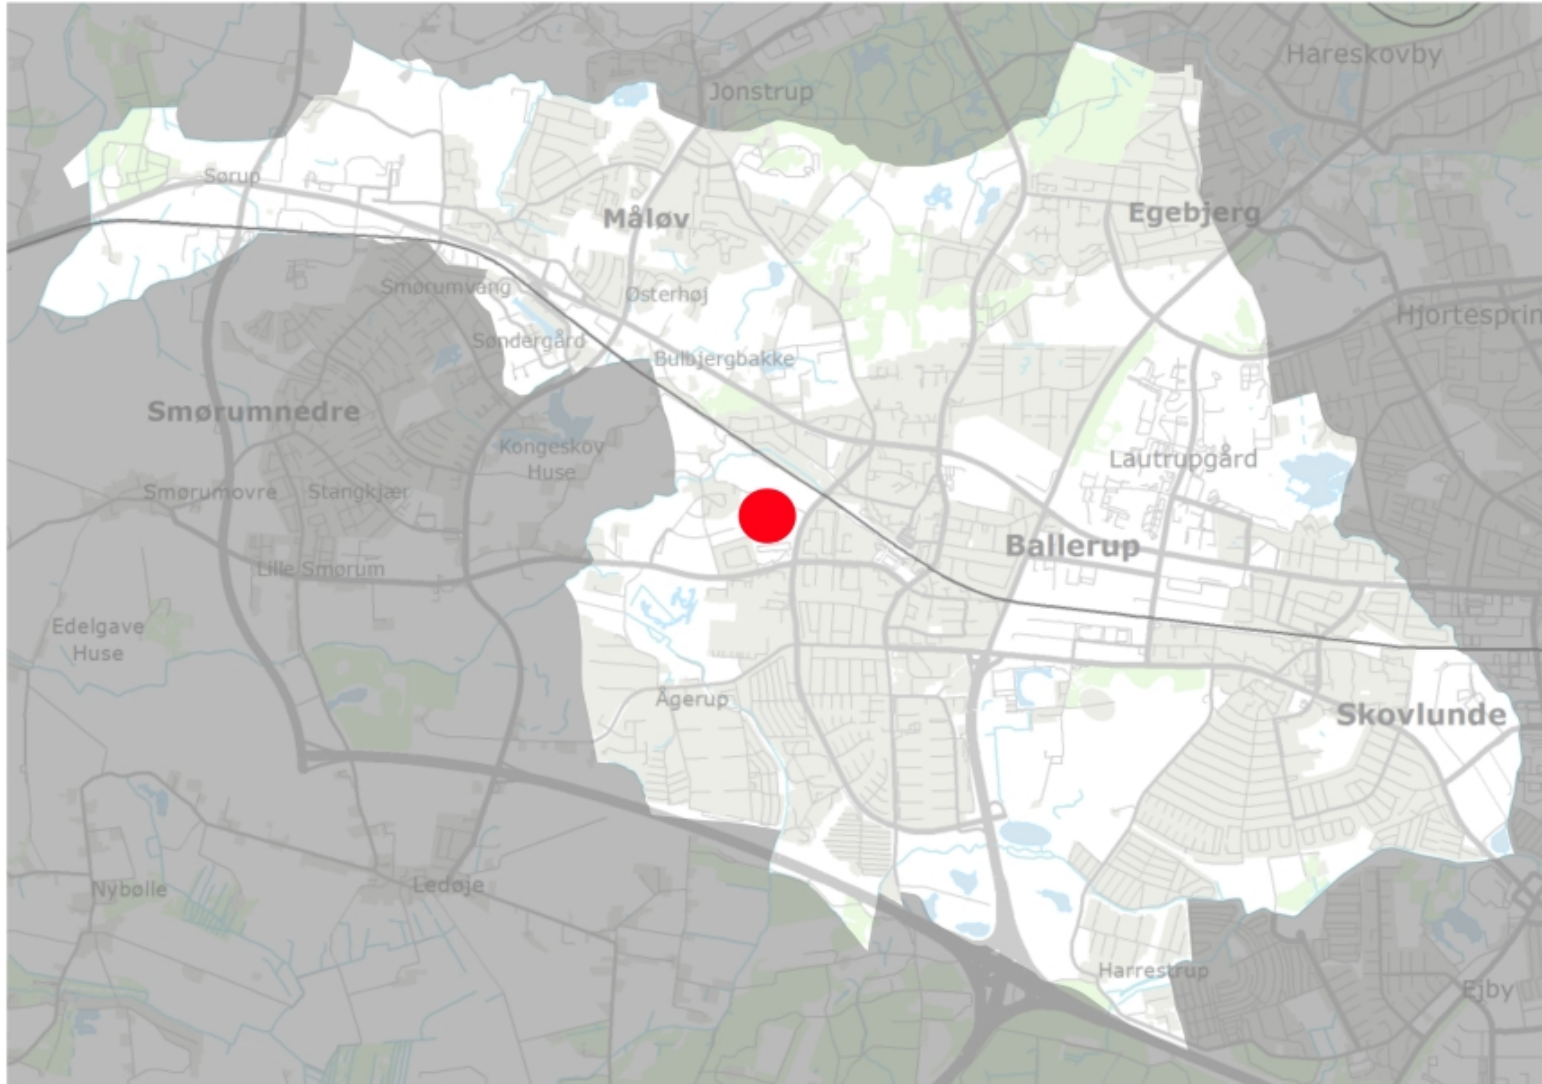 Hareskovby
Jonstrup
Sørup
Måløv
Egebjerg
Smørumvang
Østerhøj
Hjortesprin
Søndergård
Bulbjergbakke
Smørumnedre
Kongeskov
Huse
Lautrupgård
Smørumovre
Stangkjær
Ballerup
Lille Smørum
Edelgave
Huse
Ågerup
Skovlunde
Nybølle
Ledøje
Harrestrup
Ejby